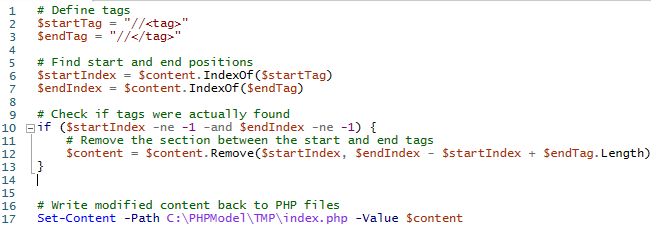 1 # Define tags
2 $startTag = "//<tag>"
3 $endTag = "//</tag>"
4
5 # Find start and end positions
6 $startIndex = $content.IndexOf($startTag)
7 $endIndex = $content.IndexOf($endTag)
8
9 # Check if tags were actually found
10 if ($startIndex -ne -1 -and $endIndex -ne -1) {
11 # Remove the section between the start and end tags
12 $content = $content.Remove($startIndex, $endIndex - $startIndex + $endTag.Length)
13 }
14
15
16 # Write modified content back to PHP files
17 Set-Content -Path C:\PHPModel\TMP\index.php -Value $content